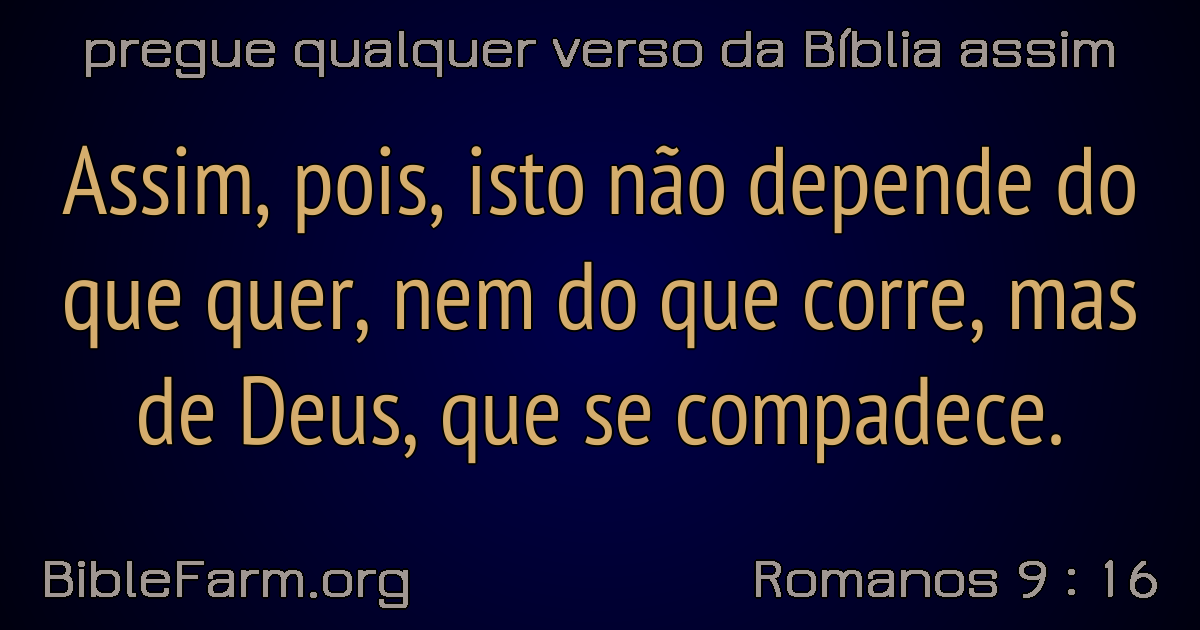 pregue qualquer verso da Bíblia assim
Assim, pois, isto não depende do
que quer, nem do que corre, mas
de Deus, que se compadece.
BibleFarm.org
Romanos 9 : 16